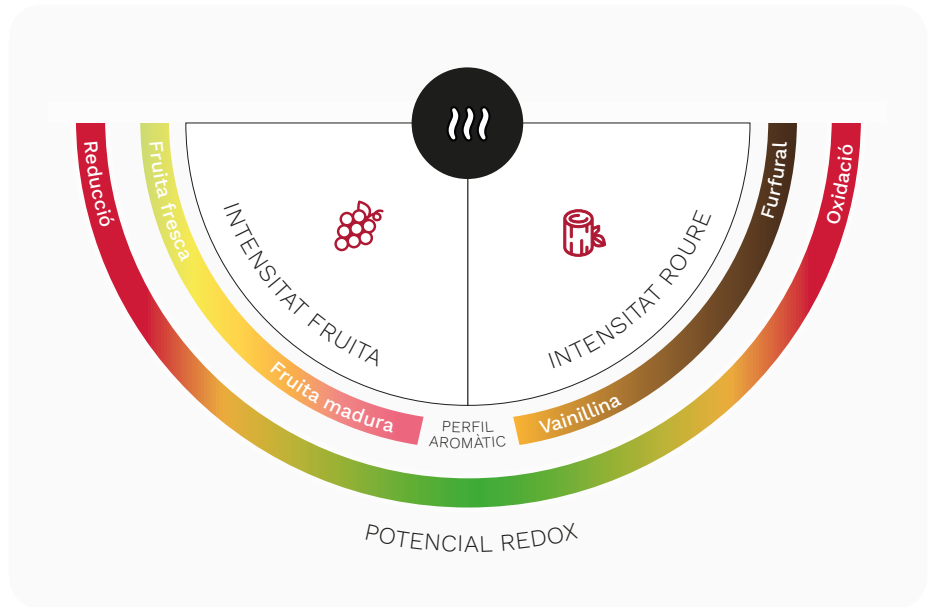 Reducció
Fruita fresca
INTENSITAT FRUITA
Fruita madura
PERFIL
AROMÀTIC
INTENSITAT ROURE
Vainillina
Furfural
Oxidació
POTENCIAL REDOX